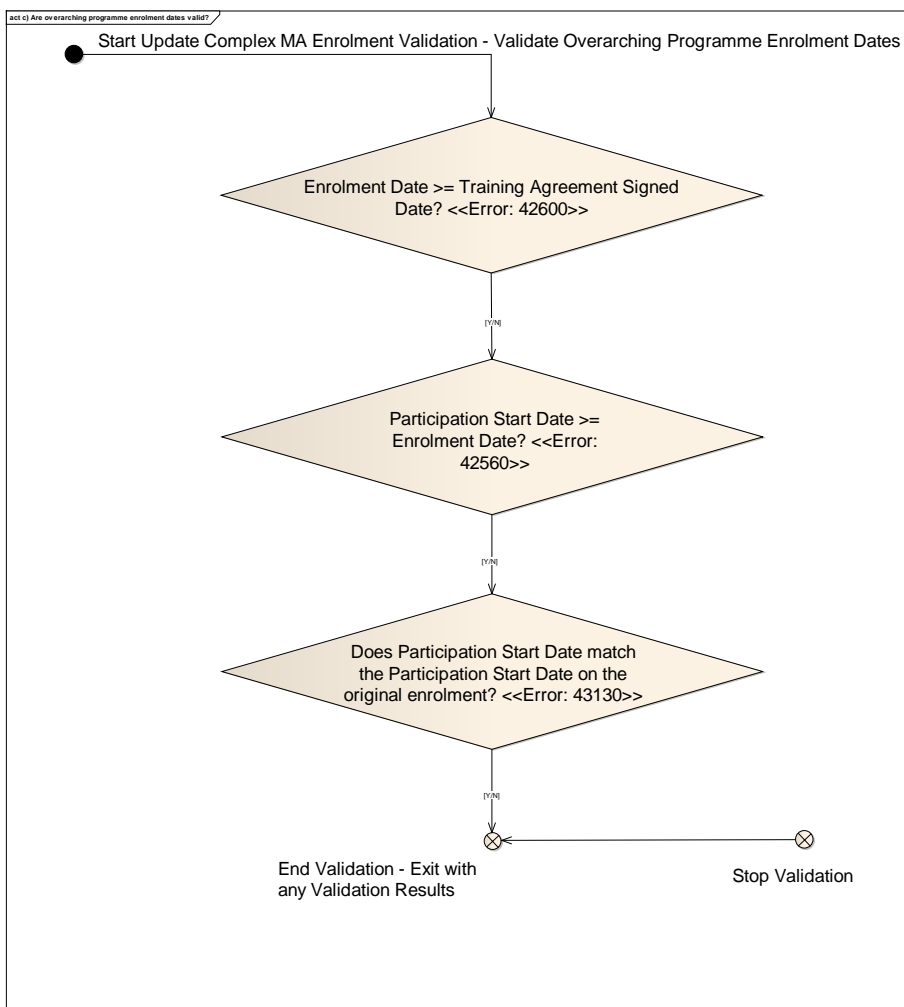 act c) Are overarching programme enrolment dates valid?
Start Update Complex MA Enrolment Validation - Validate Overarching Programme Enrolment Dates
Enrolment Date >= Training Agreement Signed
Date? <<Error: 42600>>
[Y/N]
Participation Start Date >=
Enrolment Date? <<Error:
42560>>
[Y/N]
Does Participation Start Date match
the Participation Start Date on the
original enrolment? <<Error: 43130>>
[Y/N]
End Validation - Exit with
any Validation Results
Stop Validation